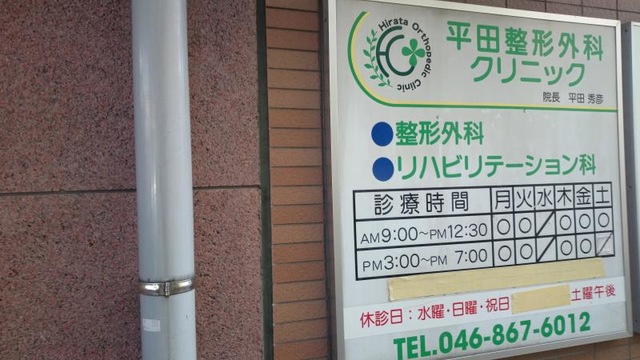 Hirata Orthopedic Clinic
平田整形外科
クリニック
院長 平田 秀彦
●整形外科
●リハビリテーション科
診療時間 月 火 水 木 金 土
AM9:00～PM12:30 ○ ○ ／ ○ ○ ○
PM3:00～PM 7:00 ○ ○ ／ ○ ○ ／
休診日：水曜・日曜・祝日 土曜午後
TEL.046-867-6012